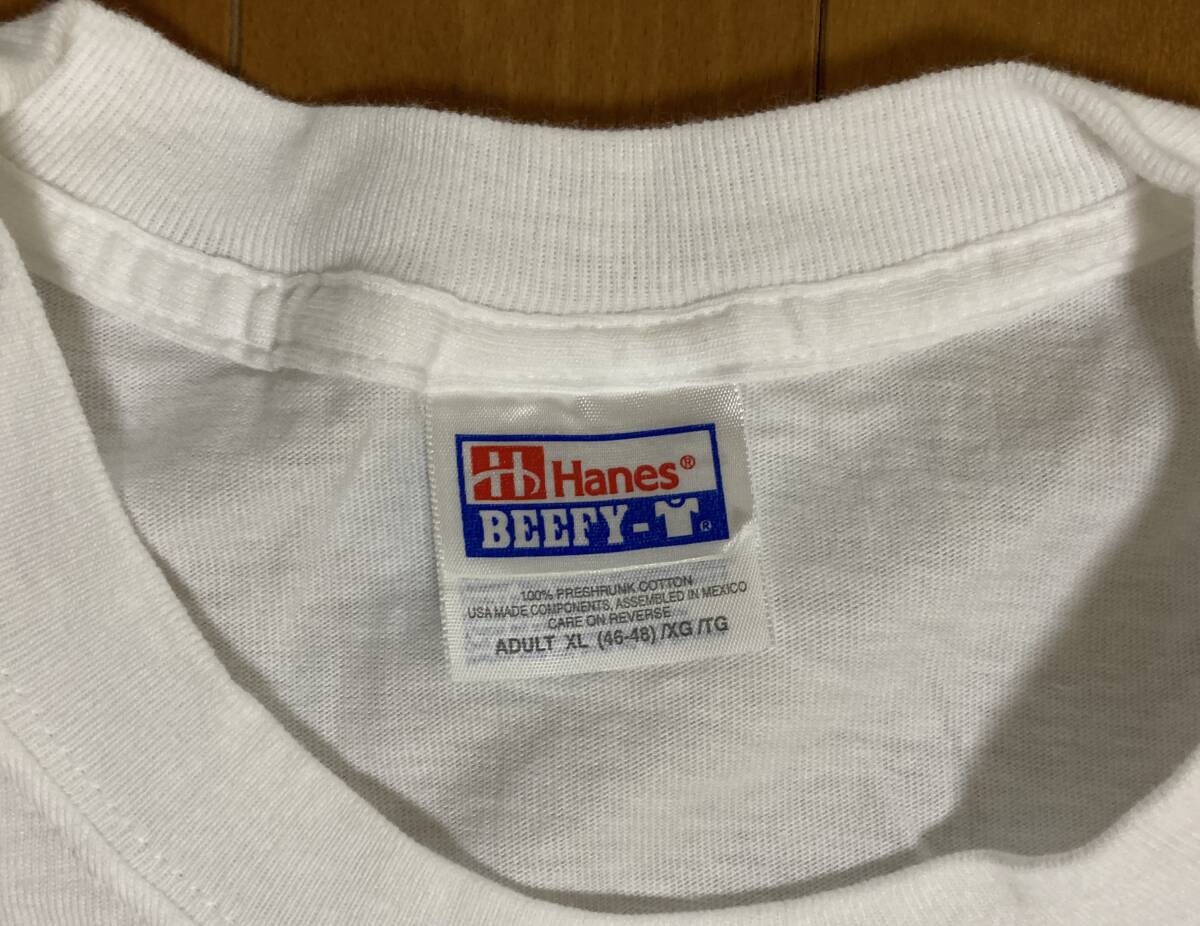 H Hanes®
BEEFY-T®
100% PRESHRUNK COTTON
USA MADE COMPONENTS, ASSEMBLED IN MEXICO
CARE ON REVERSE
ADULT XL (46-48) /XG /TG